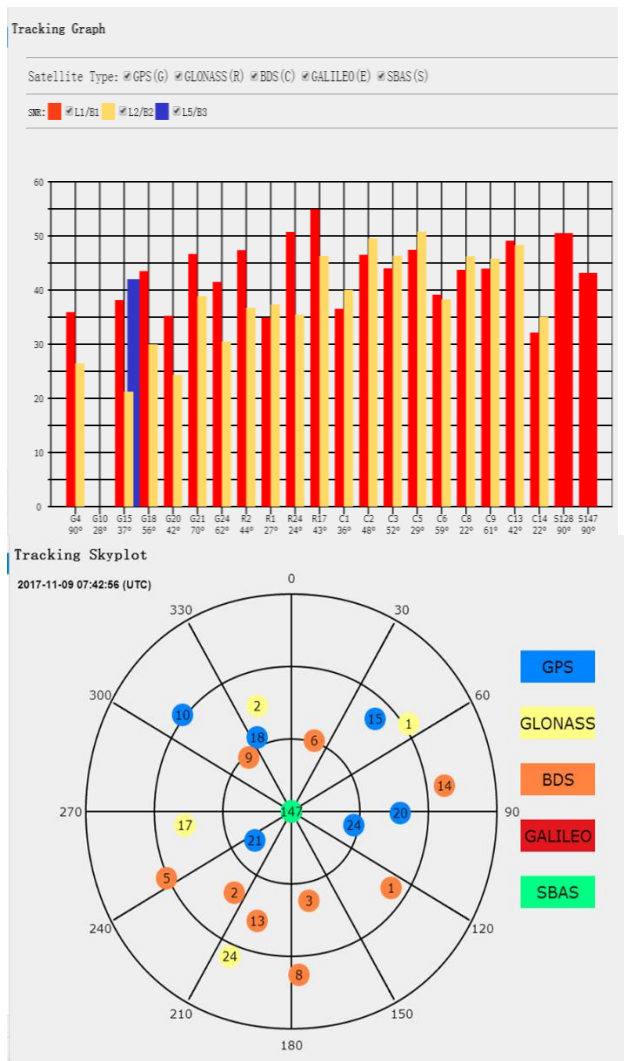 Tracking Graph
Satellite Type: GPS(G) GLONASS(R) BDS(C) GALILEO(E) SBAS(S)
SNR: L1/B1 L2/B2 L5/B3
60
50
40
30
20
10
0
G4 G10 G15 G18 G20 G21 G24 R2 R1 R24 R17 C1 C2 C3 C5 C6 C8 C9 C13 C14 S128 S147
90° 28° 37° 56° 42° 70° 62° 44° 27° 24° 43° 36° 48° 52° 29° 59° 22° 61° 42° 22° 90° 90°
Tracking Skyplot
2017-11-09 07:42:56 (UTC)
0
330 30
300 60
270 90
240 120
210 150
180
2
10 15 1
18 6
9
14
147
17 20
24
21
5
2 1
3
13
24
8
GPS
GLONASS
BDS
GALILEO
SBAS